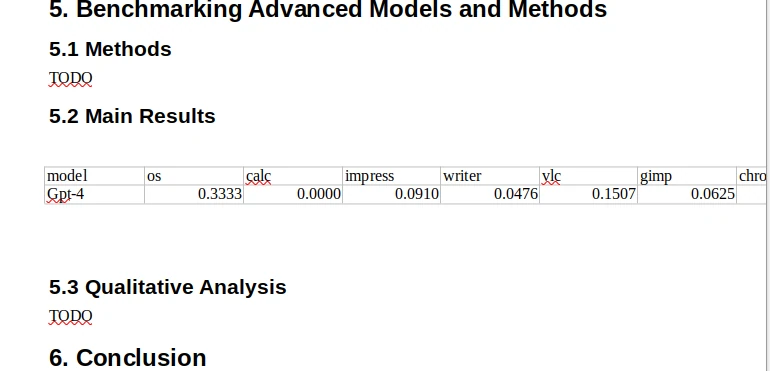 5. Benchmarking Advanced Models and Methods
5.1 Methods
TODO
5.2 Main Results
model os calc impress writer vlc gimp chro
Gpt-4 0.3333 0.0000 0.0910 0.0476 0.1507 0.0625
5.3 Qualitative Analysis
TODO
6. Conclusion